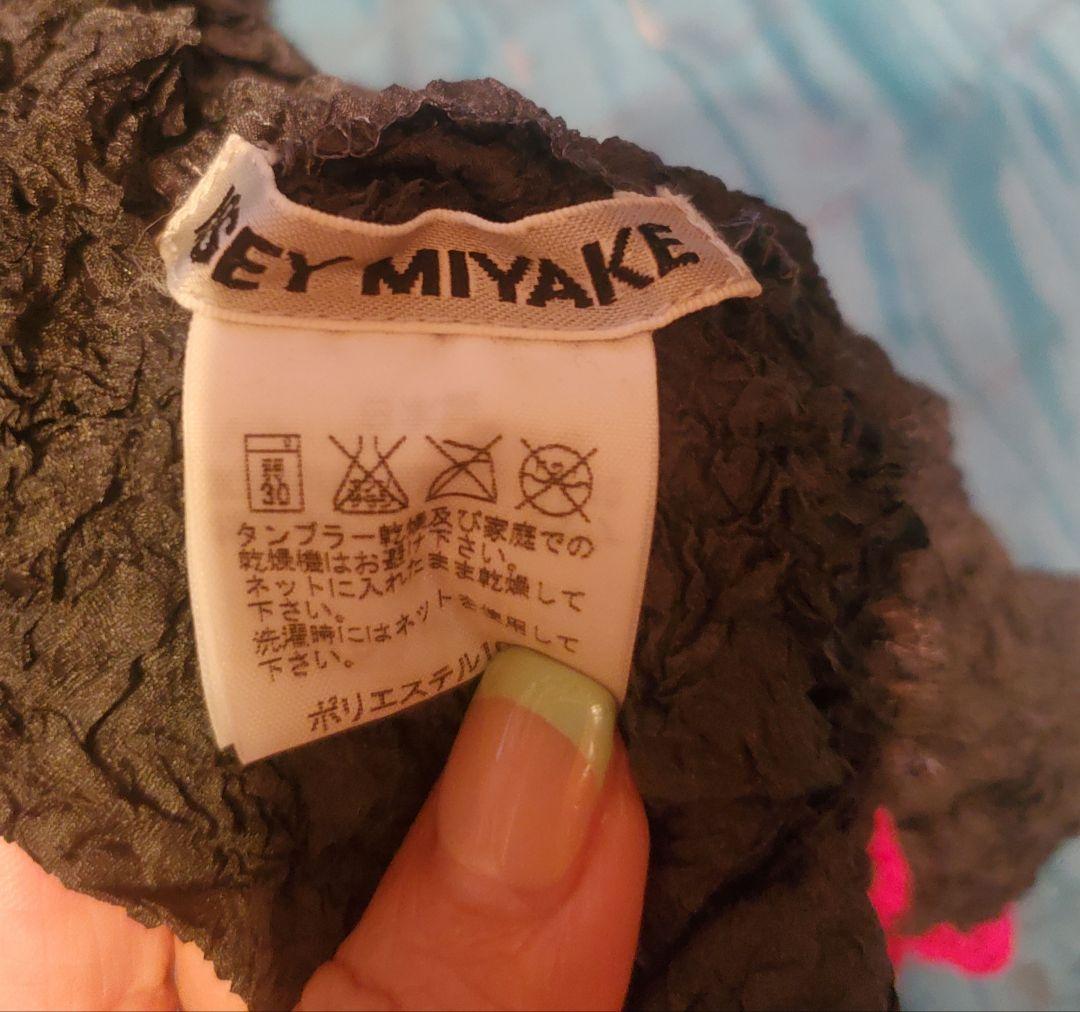 SEY MIYAKE
30
タンブラー乾燥及び家庭での
乾燥機はお避け下さい。
ネットに入れたまま乾燥して
下さい。
洗濯時にはネットを使用して
下さい。
ポリエステル